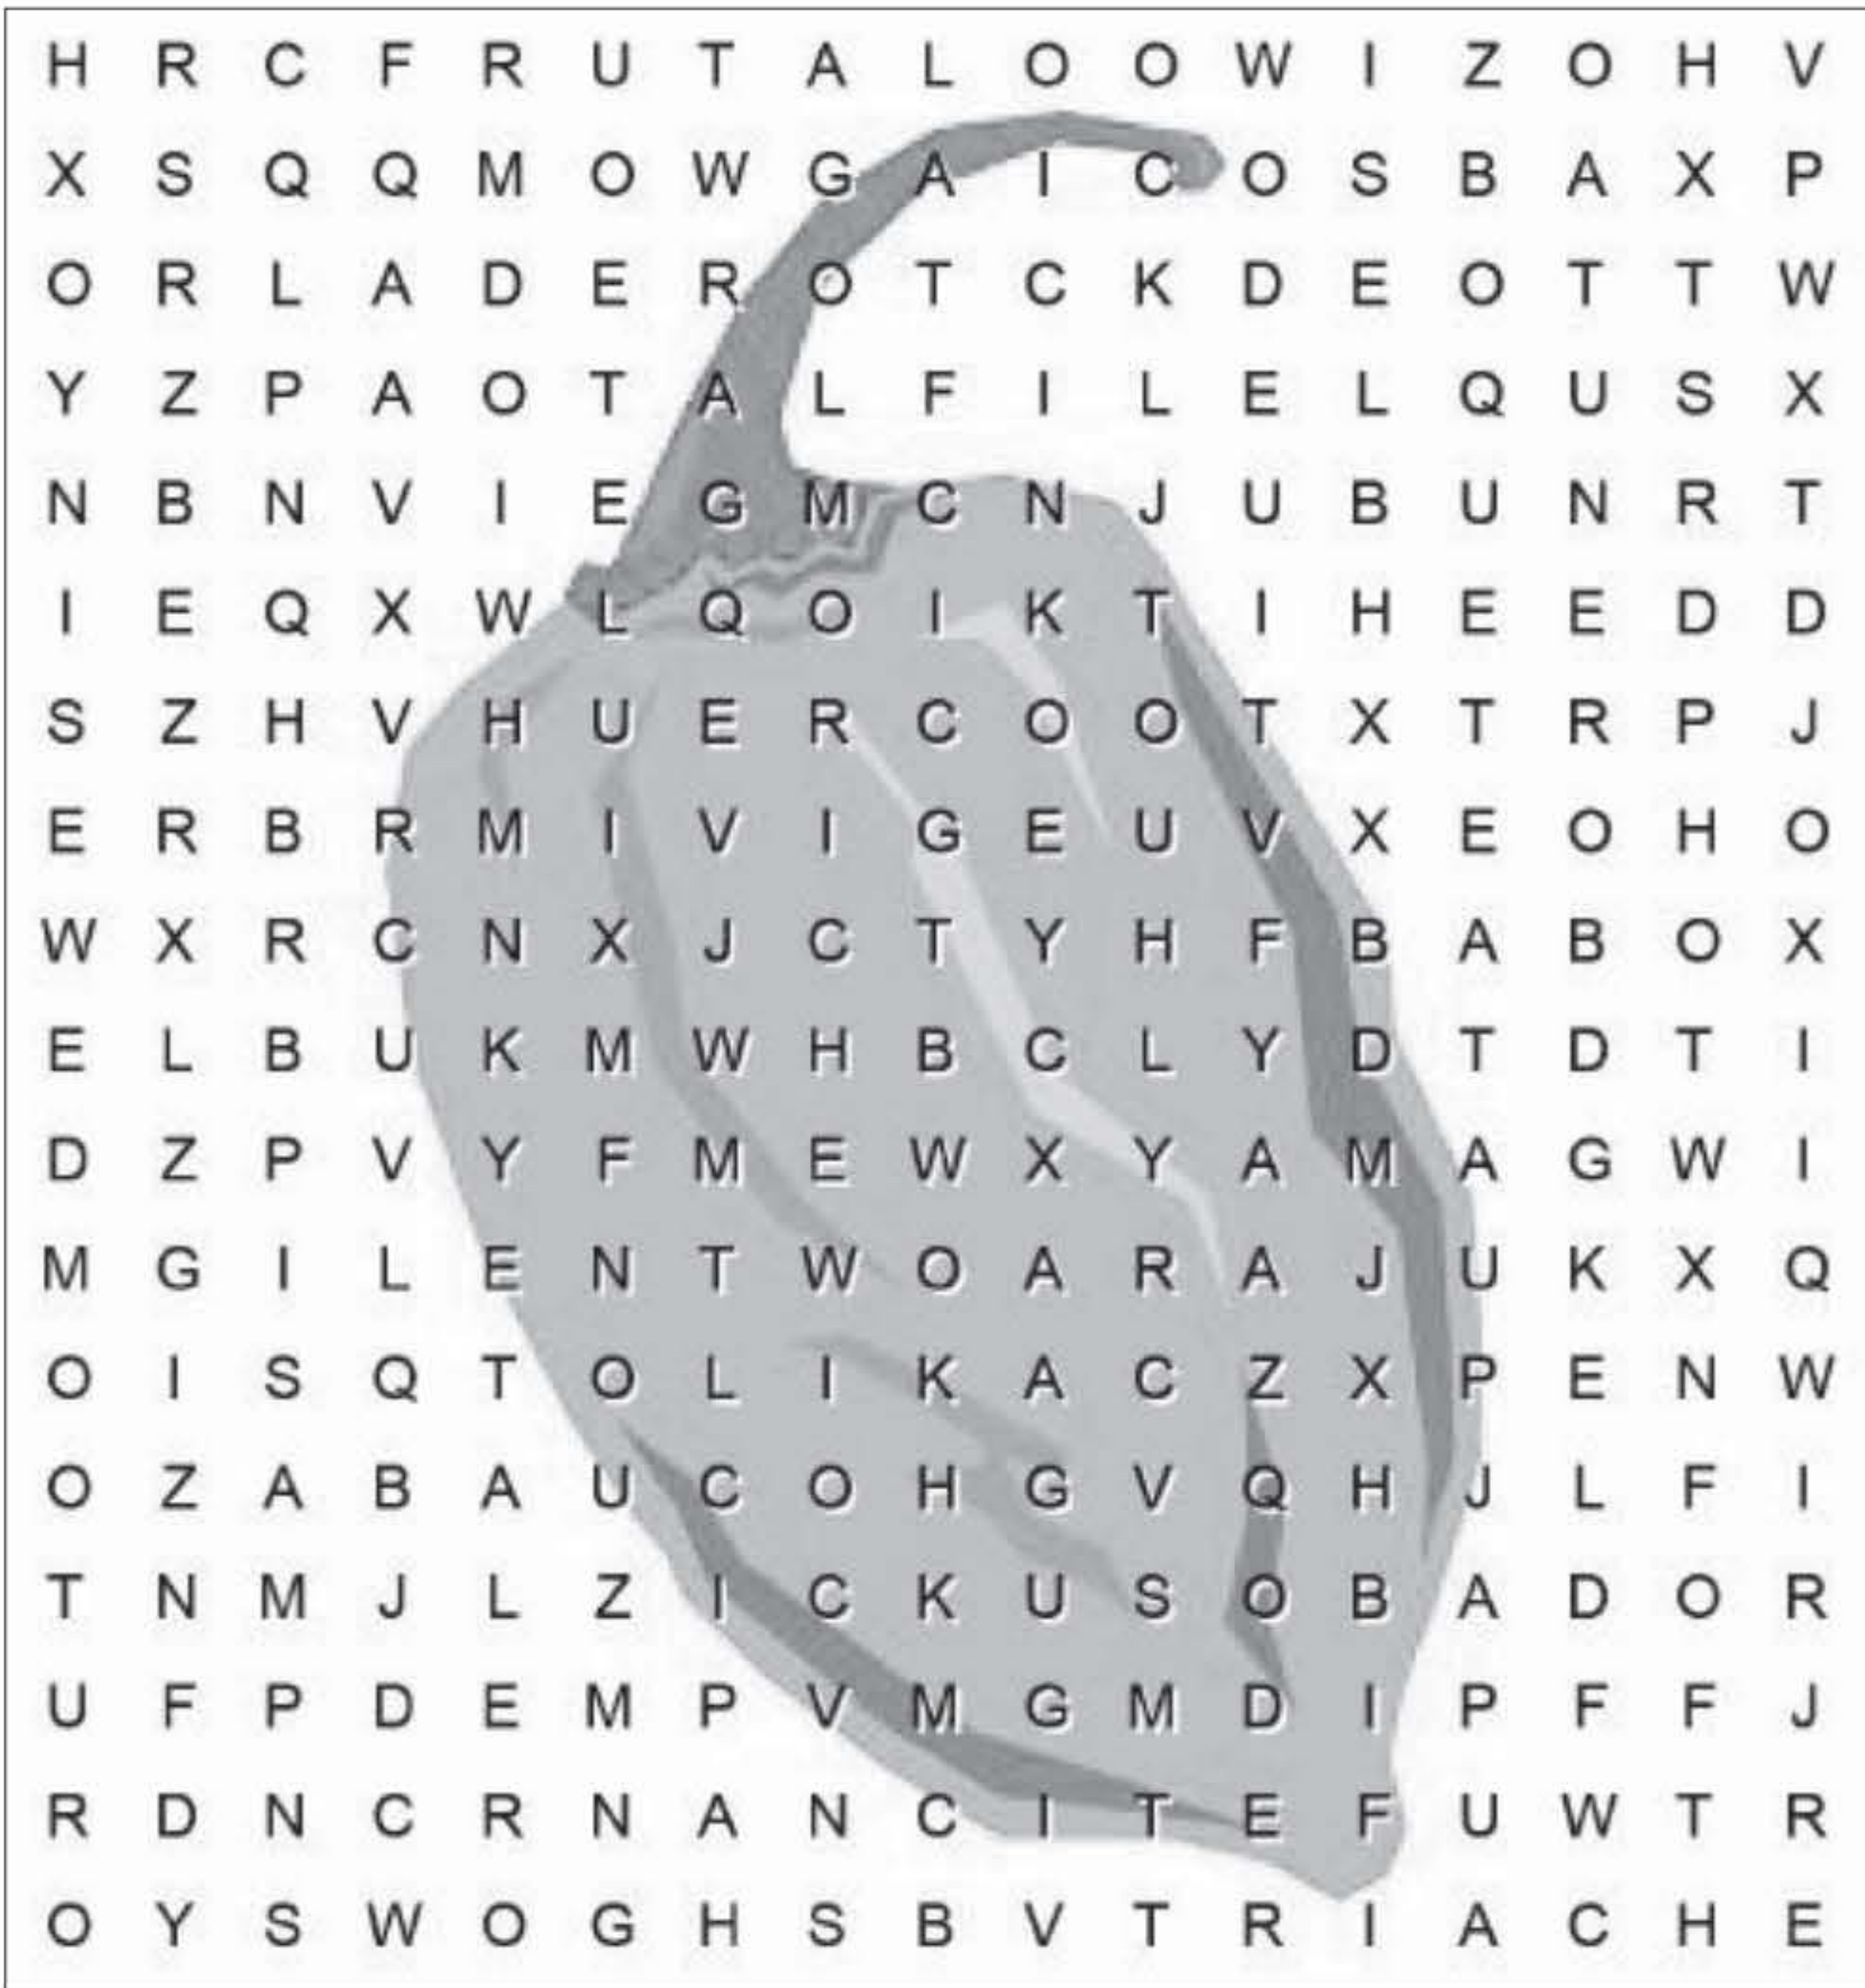 H R C F R U T A L O O W I Z O H V
X S Q Q M O W G A I C O S B A X P
O R L A D E R O T C K D E O T T W
Y Z P A O T A L F I L E L Q U S X
N B N V I E G M C N J U B U N R T
I E Q X W L Q O I K T I H E E D D
S Z H V H U E R C O O T X T R P J
E R B R M I V I G E U V X E O H O
W X R C N X J C T Y H F B A B O X
E L B U K M W H B C L Y D T D T I
D Z P V Y F M E W X Y A M A G W I
M G I L E N T W O A R A J U K X Q
O I S Q T O L I K A C Z X P E N W
O Z A B A U C O H G V Q H J L F I
T N M J L Z I C K U S O B A D O R
U F P D E M P V M G M D I P F F J
R D N C R N A N C I T E F U W T R
O Y S W O G H S B V T R I A C H E